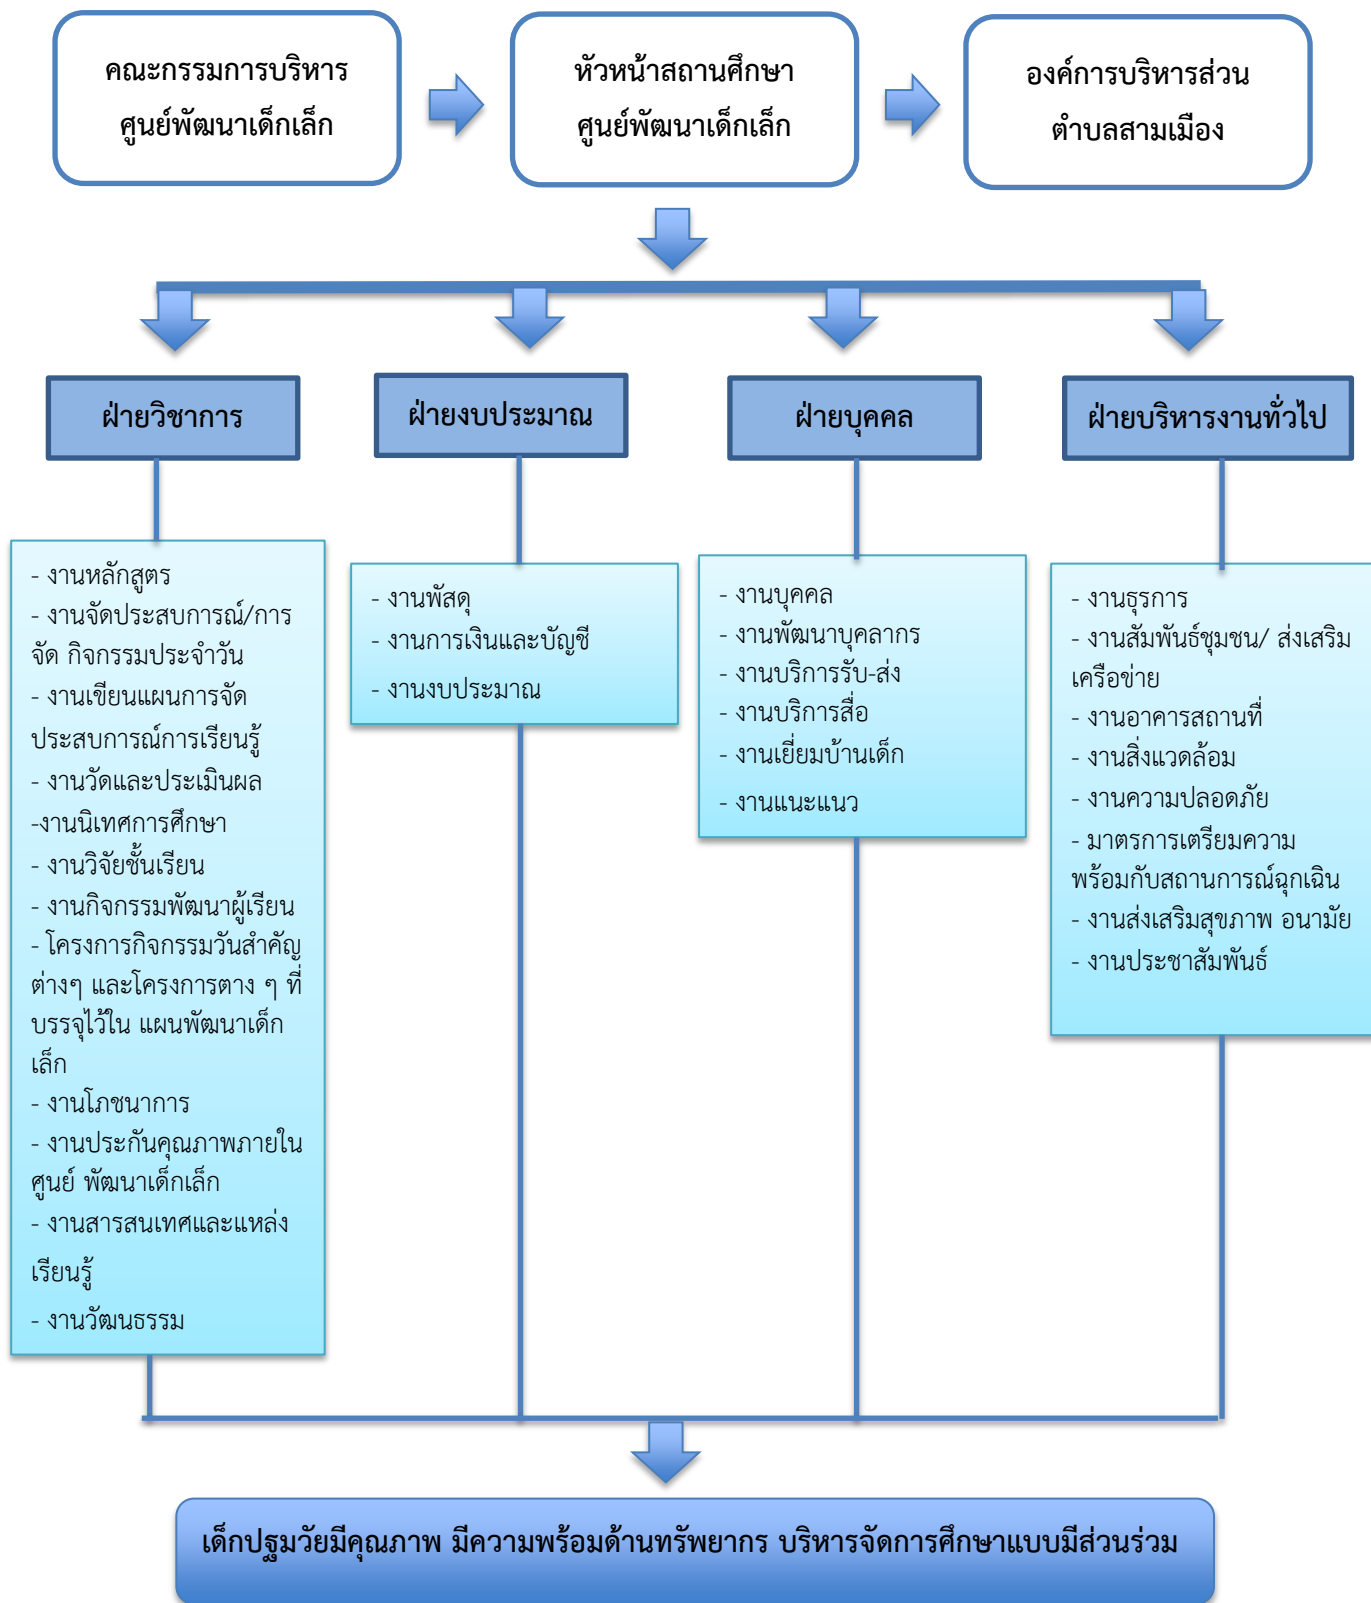 คณะกรรมการบริหาร
ศูนย์พัฒนาเด็กเล็ก
หัวหน้าสถานศึกษา
ศูนย์พัฒนาเด็กเล็ก
องค์การบริหารส่วน
ตำบลสามเมือง
ฝ่ายวิชาการ
ฝ่ายงบประมาณ
ฝ่ายบุคคล
ฝ่ายบริหารงานทั่วไป
- งานหลักสูตร
- งานจัดประสบการณ์/การ
จัด กิจกรรมประจำวัน
- งานเขียนแผนการจัด
ประสบการณ์การเรียนรู้
- งานวัดและประเมินผล
-งานนิเทศการศึกษา
- งานวิจัยชั้นเรียน
- งานกิจกรรมพัฒนาผู้เรียน
- โครงการกิจกรรมวันสำคัญ
ต่างๆ และโครงการตาง ๆ ที่
บรรจุไว้ใน แผนพัฒนาเด็ก
เล็ก
- งานโภชนาการ
- งานประกันคุณภาพภายใน
ศูนย์ พัฒนาเด็กเล็ก
- งานสารสนเทศและแหล่ง
เรียนรู้
- งานวัฒนธรรม
- งานพัสดุ
- งานการเงินและบัญชี
- งานงบประมาณ
- งานบุคคล
- งานพัฒนาบุคลากร
- งานบริการรับ-ส่ง
- งานบริการสื่อ
- งานเยี่ยมบ้านเด็ก
- งานแนะแนว
- งานธุรการ
- งานสัมพันธ์ชุมชน/ ส่งเสริม
เครือข่าย
- งานอาคารสถานที่
- งานสิ่งแวดล้อม
- งานความปลอดภัย
- มาตรการเตรียมความ
พร้อมกับสถานการณ์ฉุกเฉิน
- งานส่งเสริมสุขภาพ อนามัย
- งานประชาสัมพันธ์
เด็กปฐมวัยมีคุณภาพ มีความพร้อมด้านทรัพยากร บริหารจัดการศึกษาแบบมีส่วนร่วม